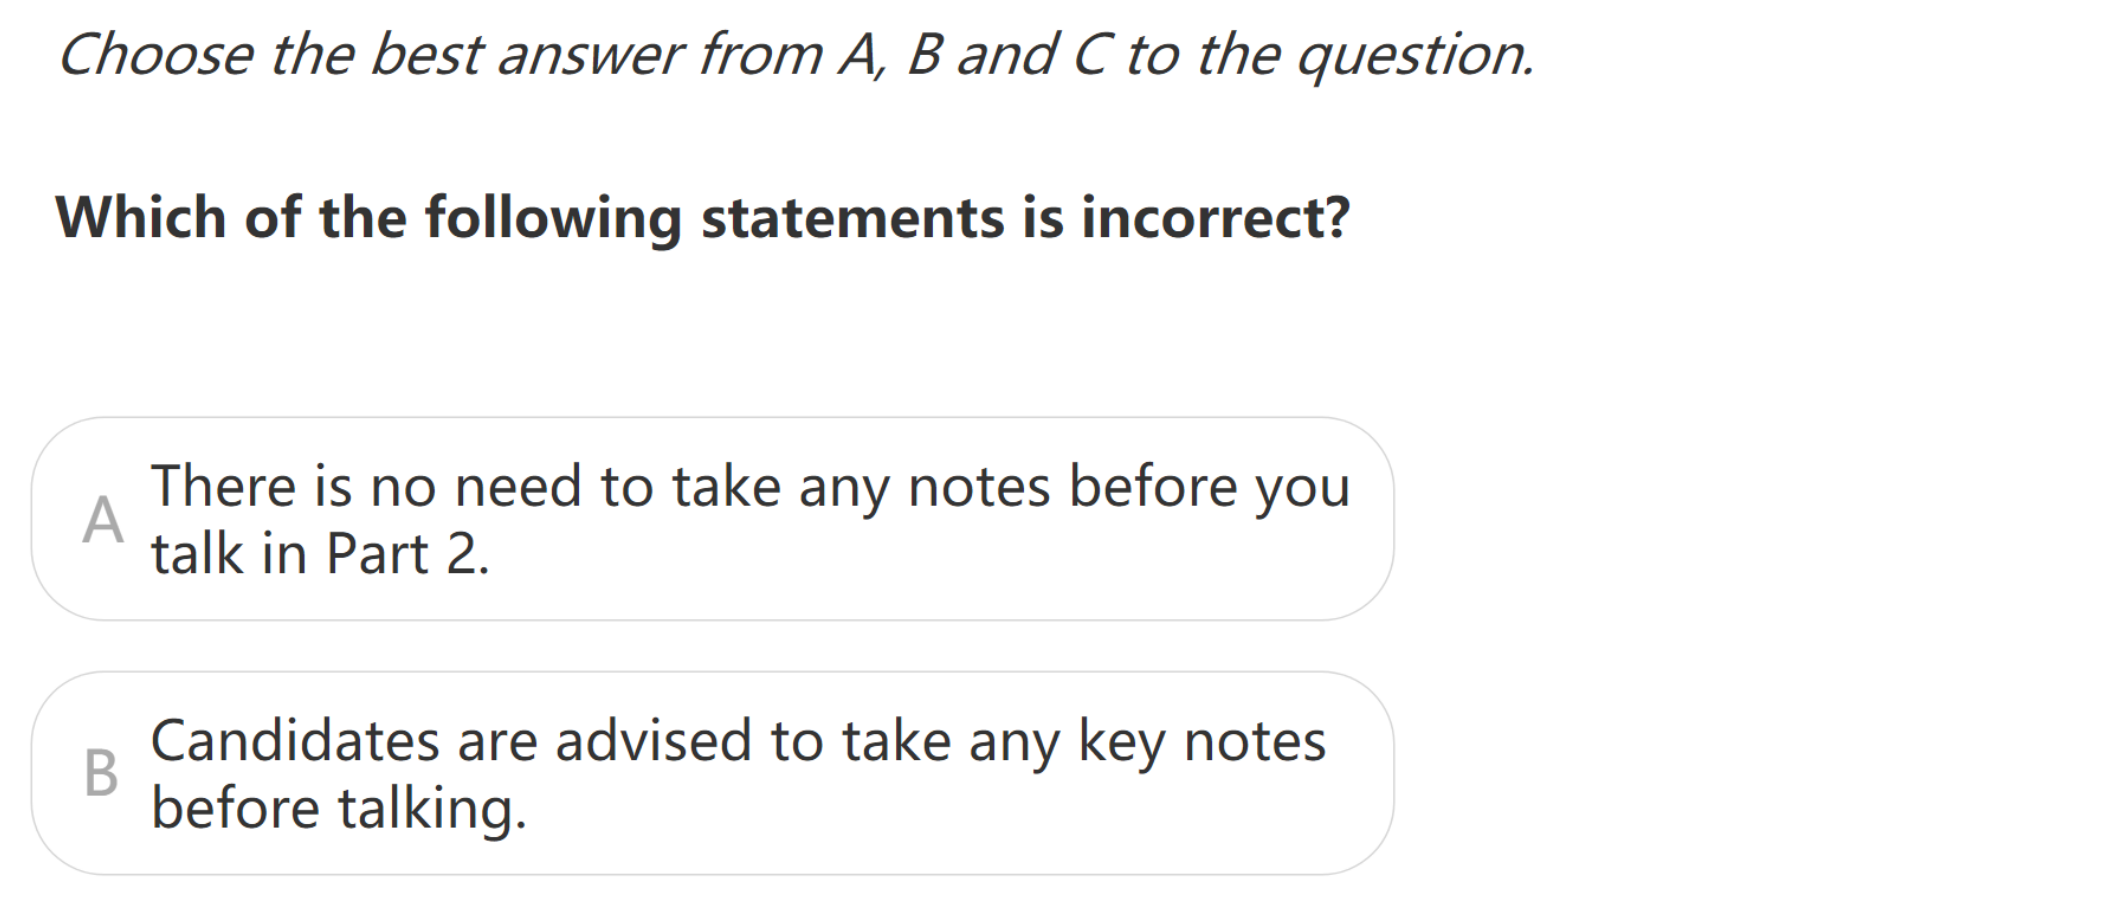 Choose the best answer from A, B and C to the question.
Which of the following statements is incorrect?
A
There is no need to take any notes before you
talk in Part 2.
B
Candidates are advised to take any key notes
before talking.